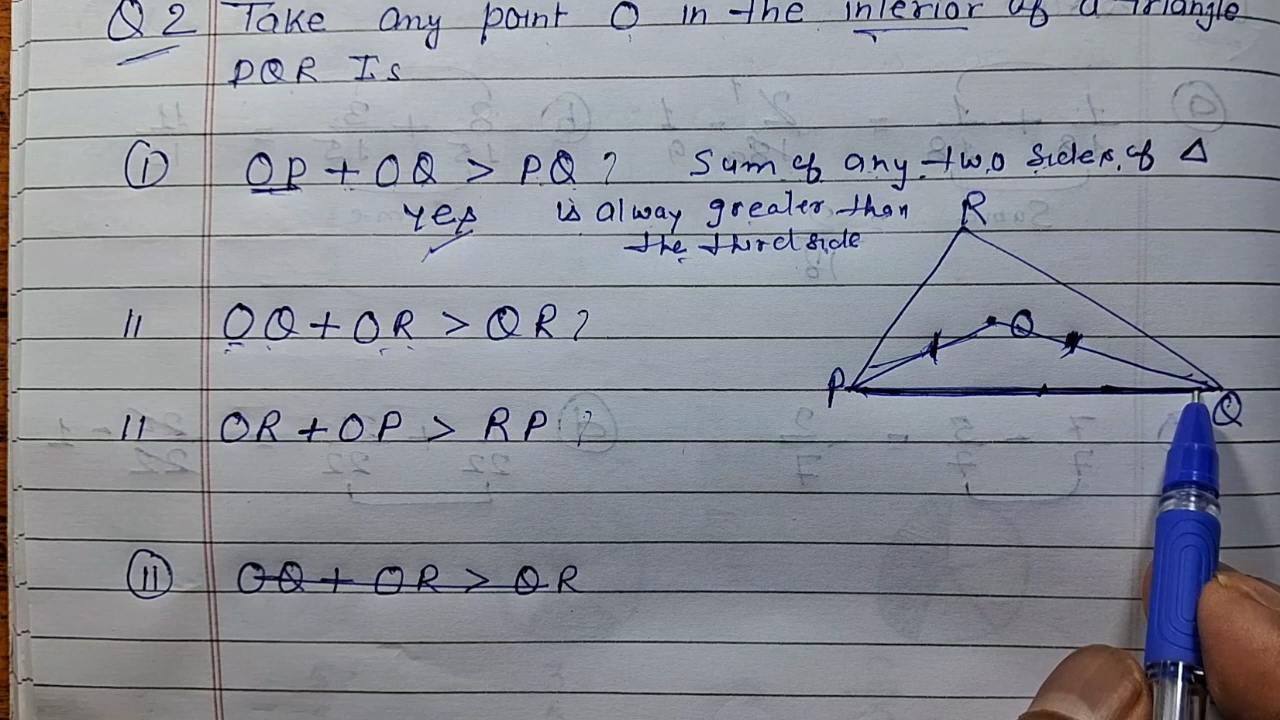 Q2 Take any point O in the interior of a triangle
PQR Is
(i) OP + OQ > PQ ? Sum of any two sides of Δ
yes is alway greater than
the third side
R
II OQ + OR > QR ?
O
P
Q
II OR + OP > RP ?
(II) OQ + OR > QR